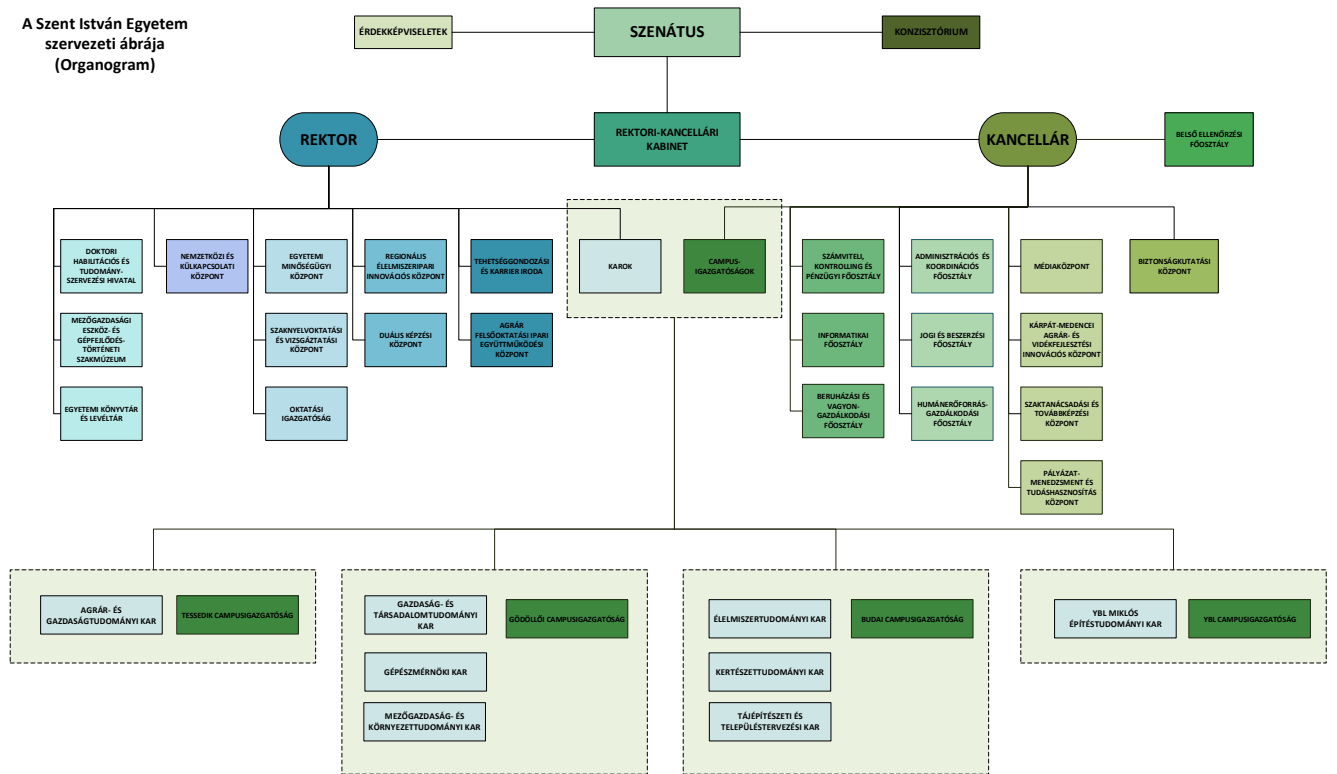 A Szent István Egyetem
szervezeti ábrája
(Organogram)
ÉRDEKKÉPVISELETEK
SZENÁTUS
KONZISZTÓRIUM
REKTOR
REKTORI-KANCELLÁRI
KABINET
KANCELLÁR
BELSŐ ELLENŐRZÉSI
FŐOSZTÁLY
DOKTORI
HABILITÁCIÓS ÉS
TUDOMÁNY-
SZERVEZÉSI HIVATAL
NEMZETKÖZI ÉS
KÜLKAPCSOLATI
KÖZPONT
EGYETEMI
MINŐSÉGÜGYI
KÖZPONT
REGIONÁLIS
ÉLELMISZERIPARI
INNOVÁCIÓS KÖZPONT
TEHETSÉGGONDOZÁSI
ÉS KARRIER IRODA
KAROK
CAMPUS-
IGAZGATÓSÁGOK
SZÁMVITELI,
KONTROLLING ÉS
PÉNZÜGYI FŐOSZTÁLY
ADMINISZTRÁCIÓS ÉS
KOORDINÁCIÓS
FŐOSZTÁLY
MÉDIAKÖZPONT
BIZTONSÁGKUTATÁSI
KÖZPONT
MEZŐGAZDASÁGI
ESZKÖZ- ÉS
GÉPFEJLŐDÉS-
TÖRTÉNETI
SZAKMÚZEUM
SZAKNYELVOKTATÁSI
ÉS VIZSGÁZTATÁSI
KÖZPONT
DUÁLIS KÉPZÉSI
KÖZPONT
AGRÁR
FELSŐOKTATÁSI IPARI
EGYÜTTMŰKÖDÉSI
KÖZPONT
INFORMATIKAI
FŐOSZTÁLY
JOGI ÉS BESZERZÉSI
FŐOSZTÁLY
KÁRPÁT-MEDENCEI
AGRÁR- ÉS
VIDÉKFEJLESZTÉSI
INNOVÁCIÓS KÖZPONT
EGYETEMI KÖNYVTÁR
ÉS LEVÉLTÁR
OKTATÁSI
IGAZGATÓSÁG
BERUHÁZÁSI ÉS
VAGYON-
GAZDÁLKODÁSI
FŐOSZTÁLY
HUMÁNERŐFORRÁS-
GAZDÁLKODÁSI
FŐOSZTÁLY
SZAKTANÁCSADÁSI ÉS
TOVÁBBKÉPZÉSI
KÖZPONT
PÁLYÁZAT-
MENEDZSMENT ÉS
TUDÁSHASZNOSÍTÁS
KÖZPONT
AGRÁR- ÉS
GAZDASÁGTUDOMÁNYI KAR
TESSEDIK CAMPUSIGAZGATÓSÁG
GAZDASÁG- ÉS
TÁRSADALOMTUDOMÁNYI
KAR
GÖDÖLLŐI CAMPUSIGAZGATÓSÁG
GÉPÉSZMÉRNÖKI KAR
MEZŐGAZDASÁG- ÉS
KÖRNYEZETTUDOMÁNYI KAR
ÉLELMISZERTUDOMÁNYI KAR
BUDAI CAMPUSIGAZGATÓSÁG
KERTÉSZETTUDOMÁNYI KAR
TÁJÉPÍTÉSZETI ÉS
TELEPÜLÉSTERVEZÉSI KAR
YBL MIKLÓS
ÉPÍTÉSTUDOMÁNYI KAR
YBL CAMPUSIGAZGATÓSÁG